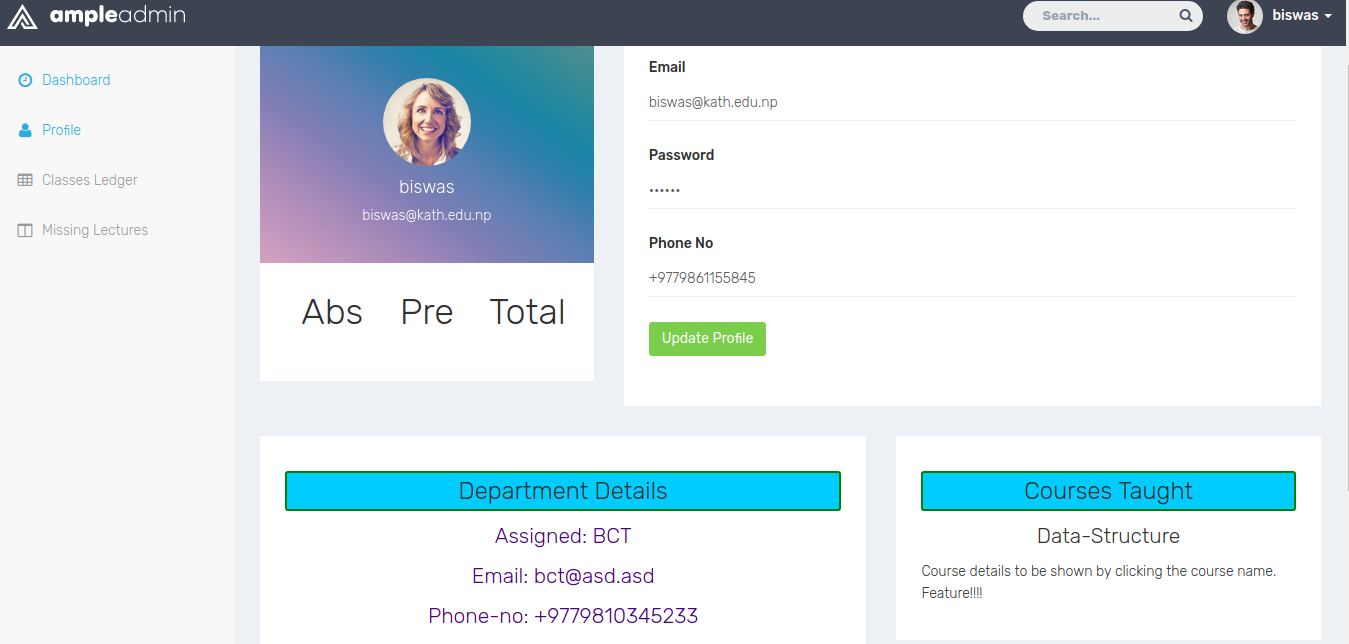 ampleadmin
Search...
biswas
Dashboard
Profile
Classes Ledger
Missing Lectures
biswas
biswas@kath.edu.np
Abs Pre Total
Email
biswas@kath.edu.np
Password
••••••
Phone No
+9779861155845
Update Profile
Department Details
Assigned: BCT
Email: bct@asd.asd
Phone-no: +9779810345233
Courses Taught
Data-Structure
Course details to be shown by clicking the course name.
Feature!!!!